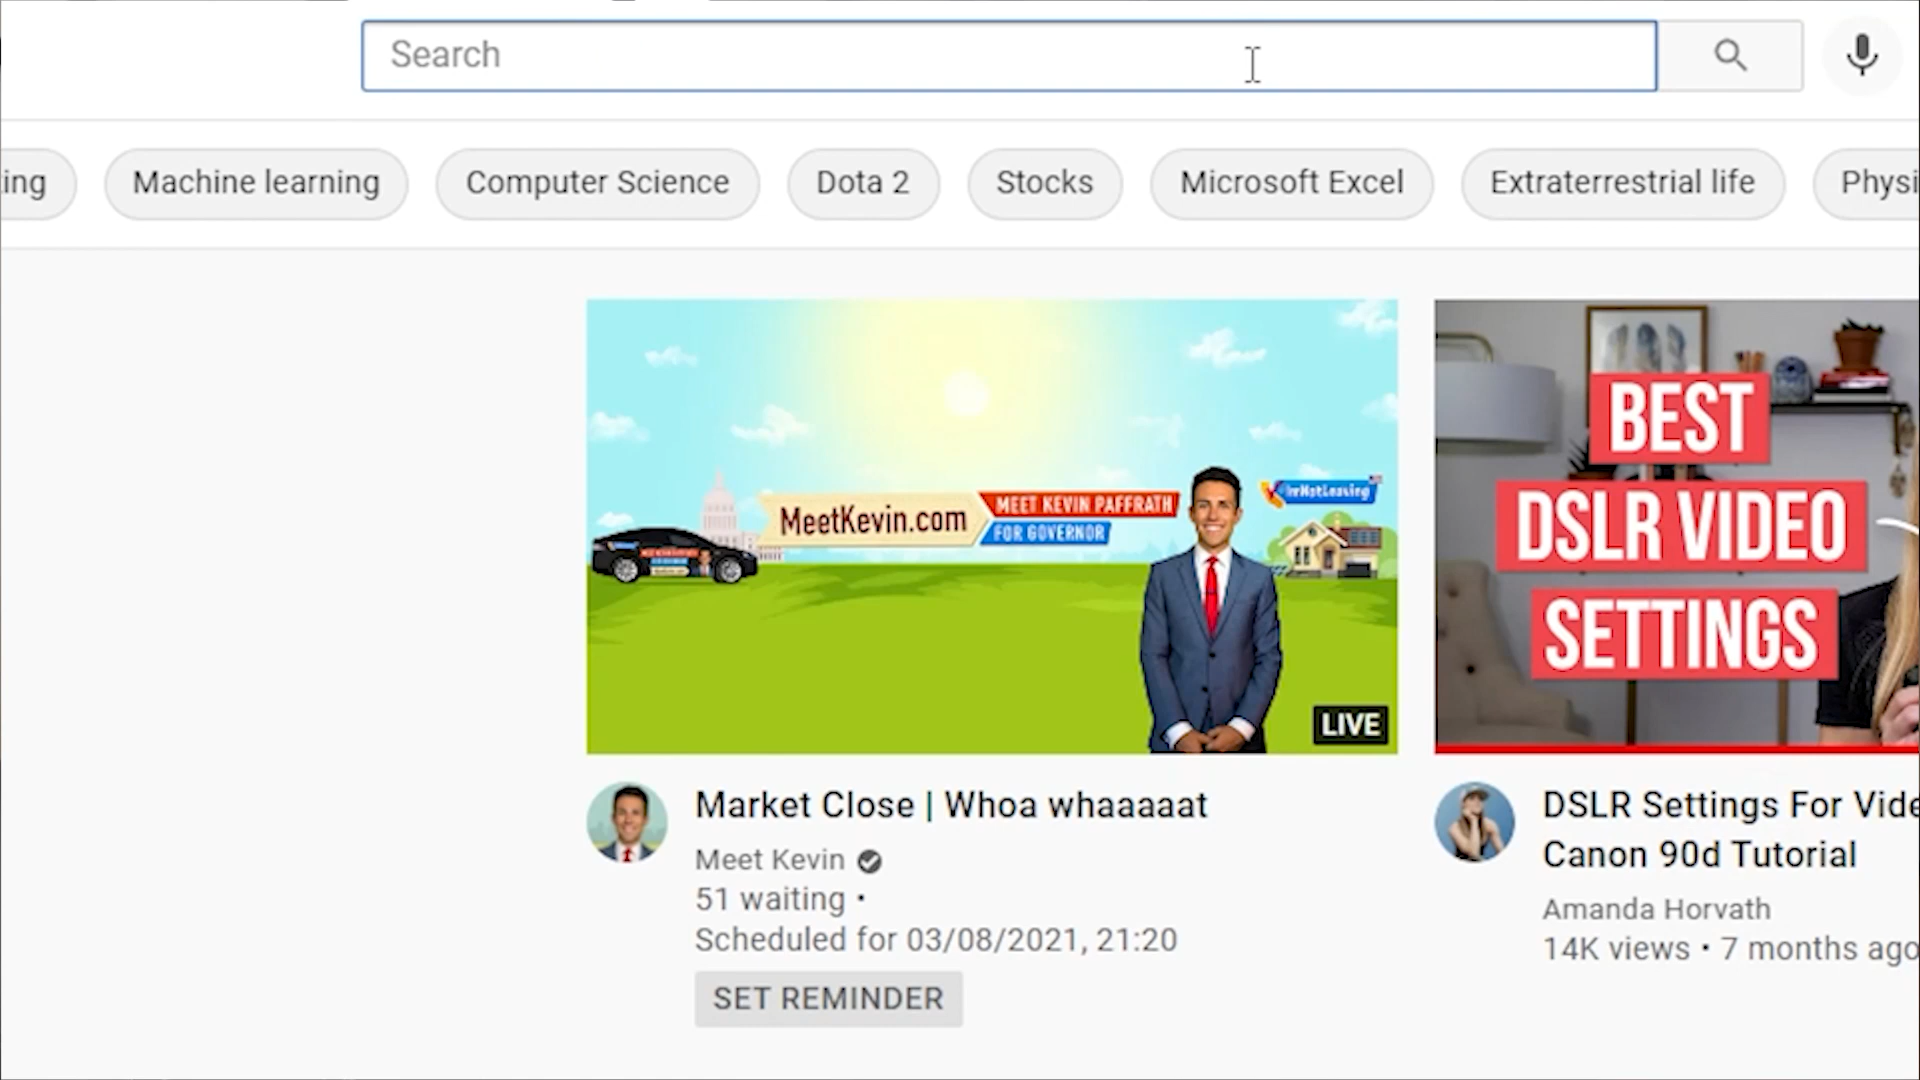 Search
ing
Machine learning
Computer Science
Dota 2
Stocks
Microsoft Excel
Extraterrestrial life
Physi
MeetKevin.com
MEET KEVIN PAFFRATH
FOR GOVERNOR
ImNotLeaving
LIVE
BEST
DSLR VIDEO
SETTINGS
Market Close | Whoa whaaaaat
Meet Kevin
51 waiting •
Scheduled for 03/08/2021, 21:20
SET REMINDER
DSLR Settings For Vide
Canon 90d Tutorial
Amanda Horvath
14K views • 7 months ago